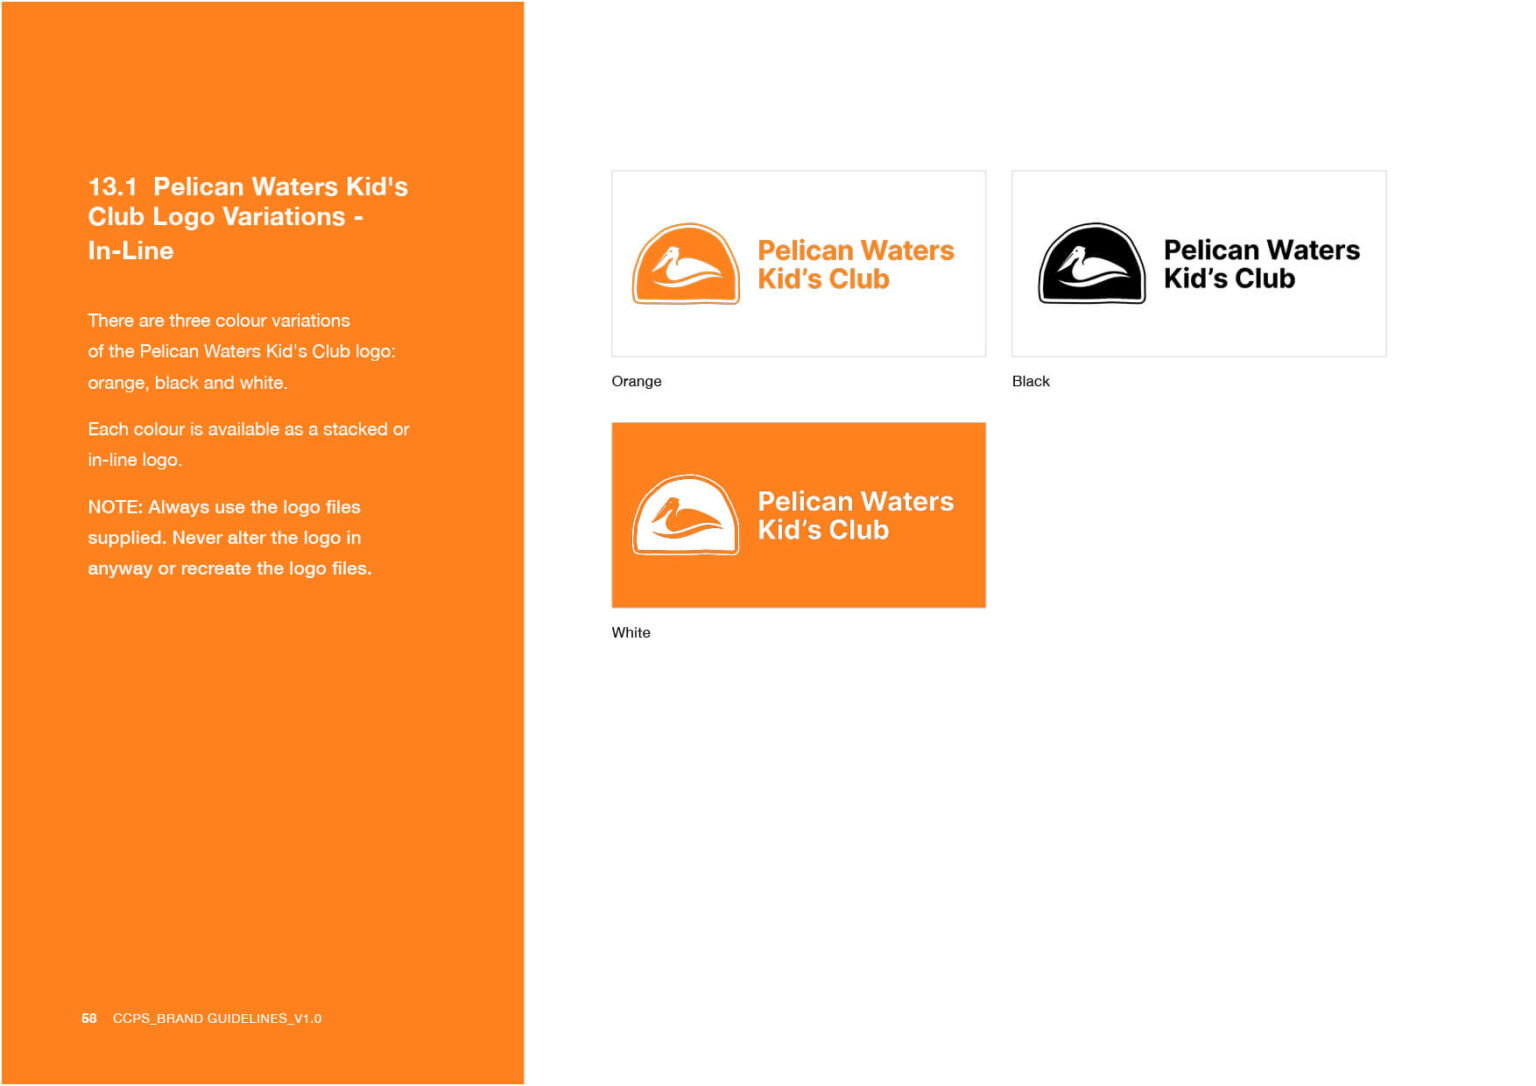 13.1 Pelican Waters Kid's
Club Logo Variations -
In-Line
There are three colour variations
of the Pelican Waters Kid's Club logo:
orange, black and white.
Each colour is available as a stacked or
in-line logo.
NOTE: Always use the logo files
supplied. Never alter the logo in
anyway or recreate the logo files.
Pelican Waters
Kid’s Club
Orange
Pelican Waters
Kid’s Club
Black
Pelican Waters
Kid’s Club
White
58 CCPS_BRAND GUIDELINES_V1.0